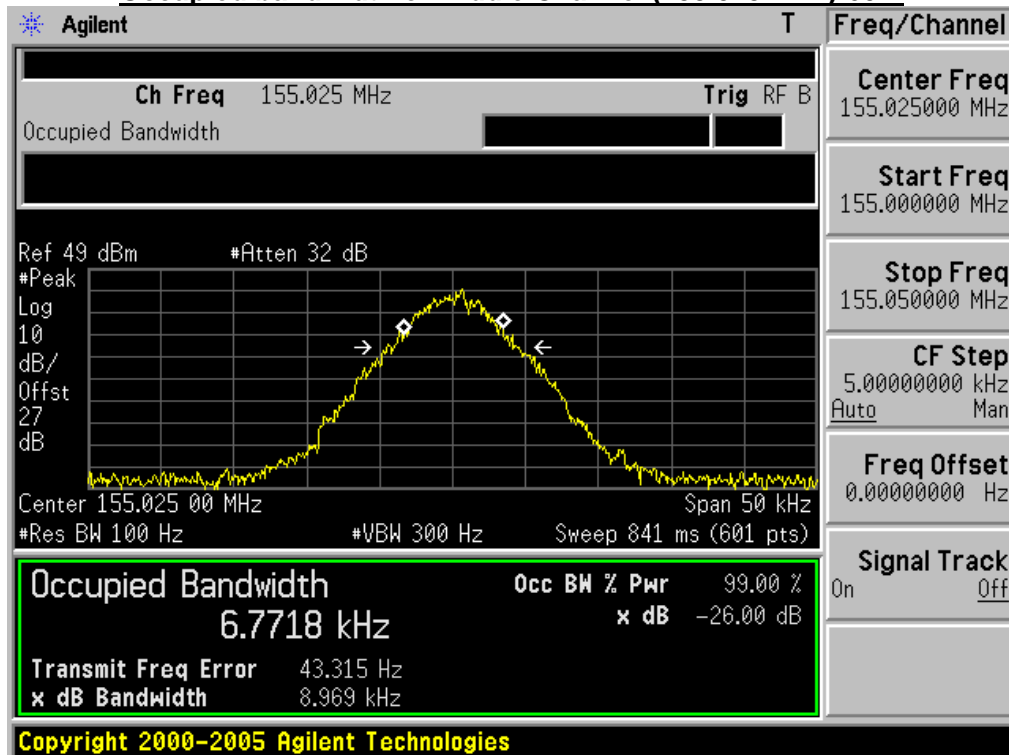 Agilent T
Freq/Channel
Ch Freq 155.025 MHz Trig RF B
Occupied Bandwidth
Ref 49 dBm #Atten 32 dB
#Peak
Log
10
dB/
Offst
27
dB
Center 155.025 00 MHz Span 50 kHz
#Res BW 100 Hz #VBW 300 Hz Sweep 841 ms (601 pts)
Occupied Bandwidth
6.7718 kHz
Occ BW % Pwr 99.00 %
x dB -26.00 dB
Transmit Freq Error 43.315 Hz
x dB Bandwidth 8.969 kHz
Center Freq
155.025000 MHz
Start Freq
155.000000 MHz
Stop Freq
155.050000 MHz
CF Step
5.00000000 kHz
Auto Man
Freq Offset
0.00000000 Hz
Signal Track
On Off
Copyright 2000-2005 Agilent Technologies